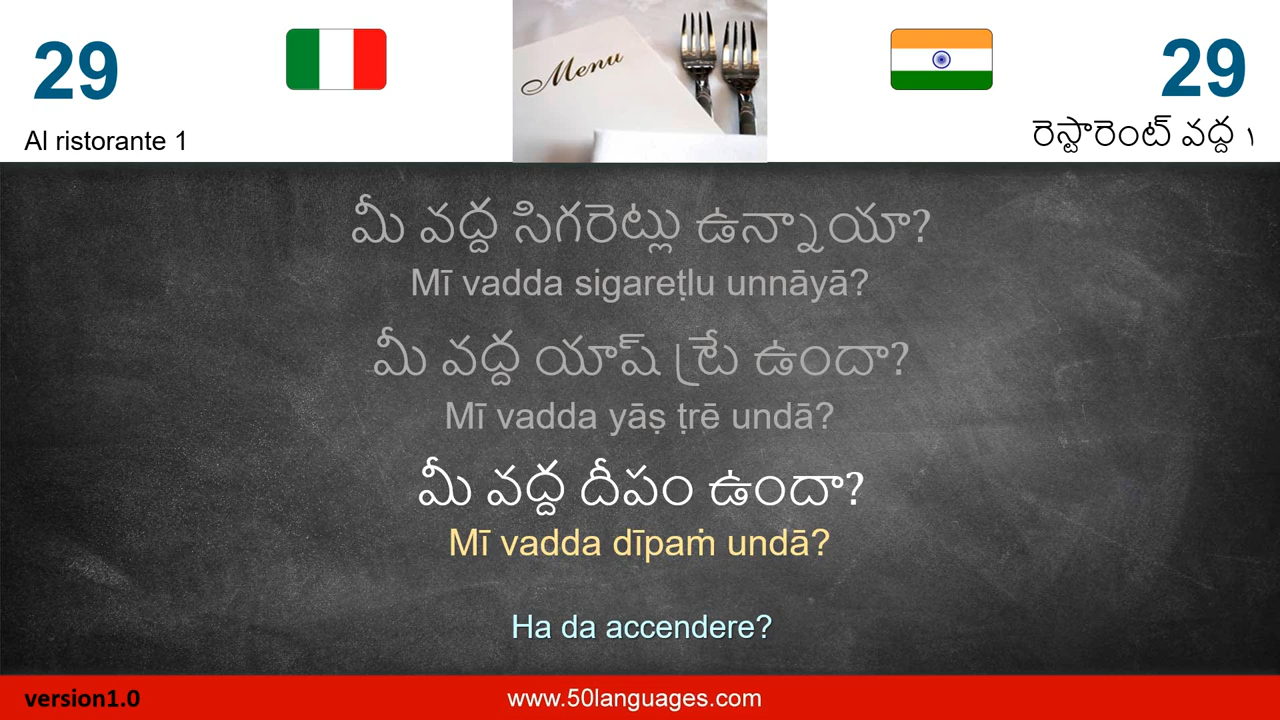 29
29
Al ristorante 1
Menu
రెస్టారెంట్ వద్ద ౧
మీ వద్ద సిగరెట్లు ఉన్నాయా?
Mī vadda sigareṭlu unnāyā?
మీ వద్ద యాష్ ట్రే ఉందా?
Mī vadda yāṣ ṭrē undā?
మీ వద్ద దీపం ఉందా?
Mī vadda dīpaṁ undā?
Ha da accendere?
version1.0
www.50languages.com